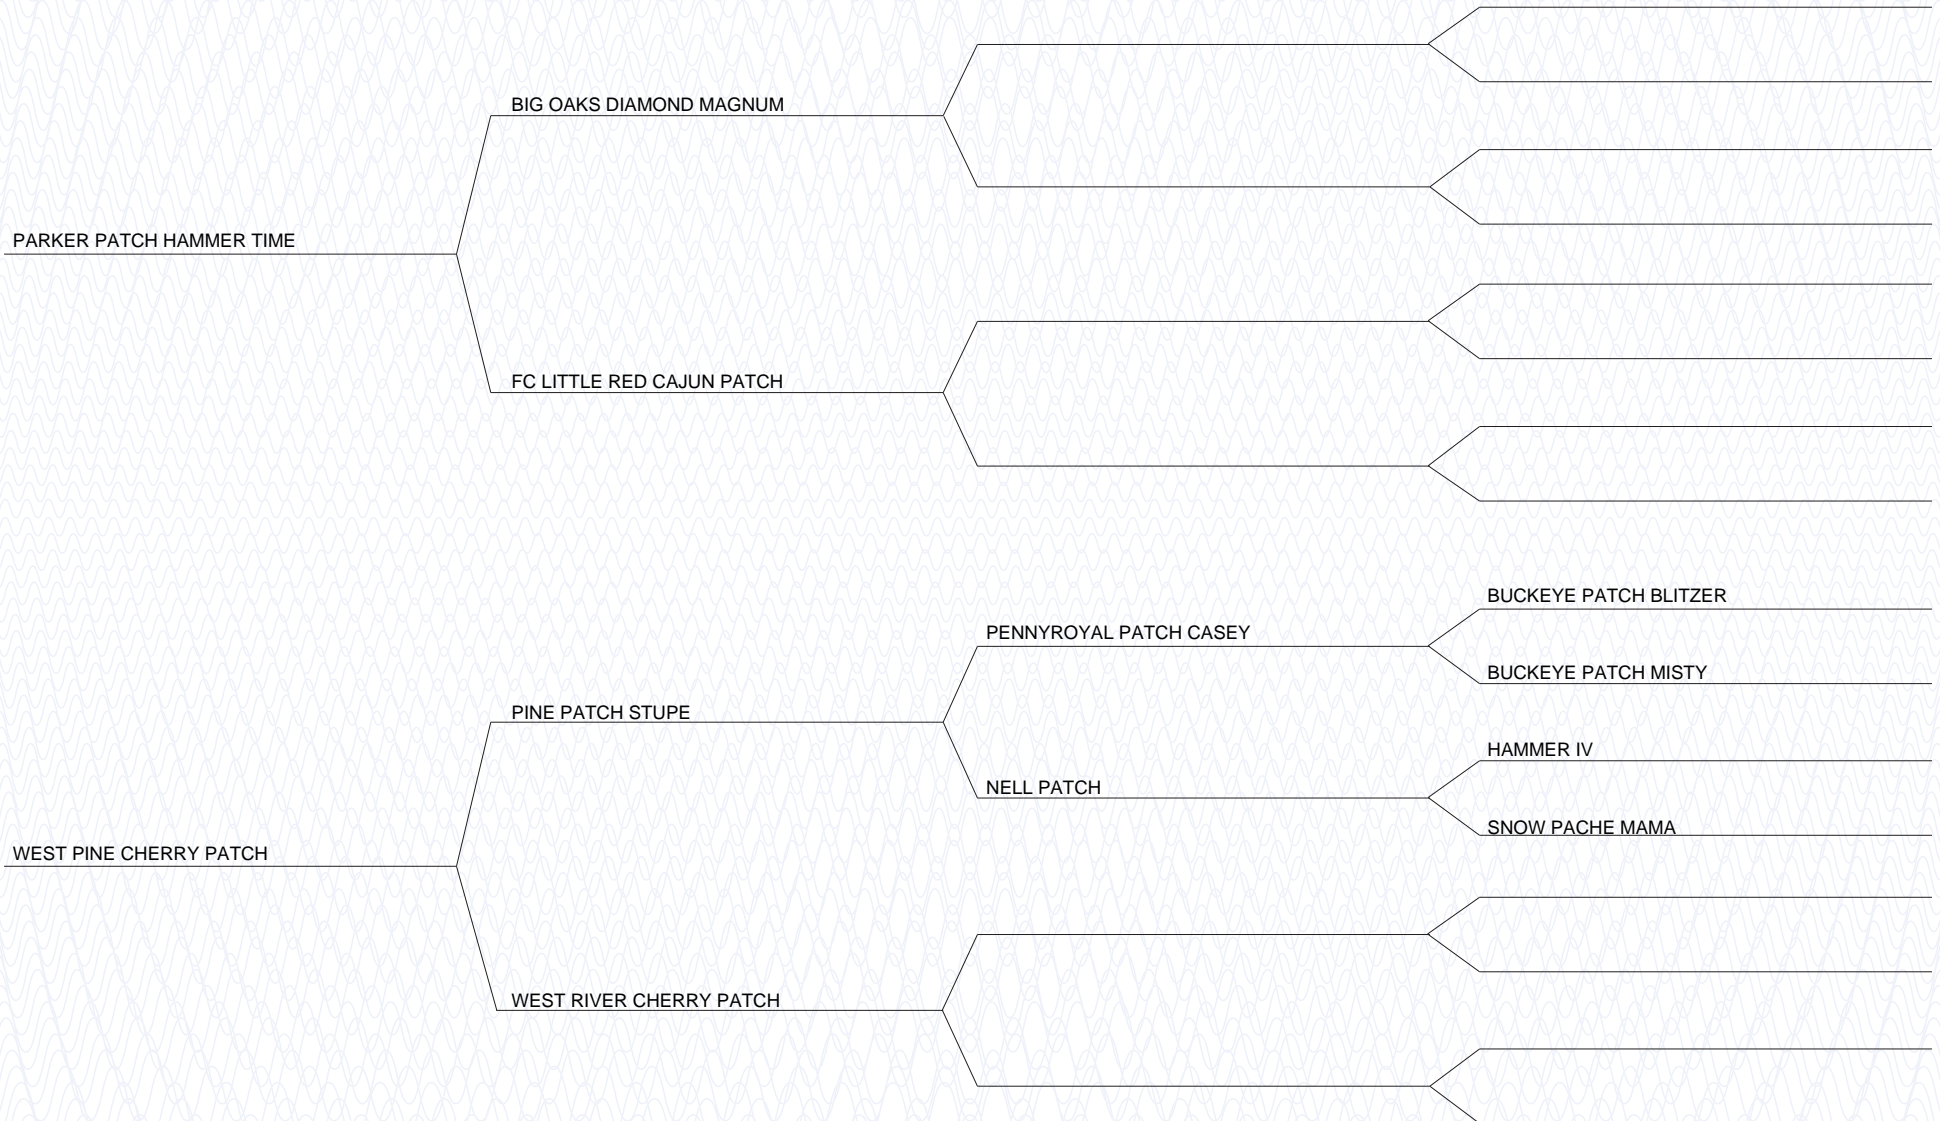 BIG OAKS DIAMOND MAGNUM
PARKER PATCH HAMMER TIME
FC LITTLE RED CAJUN PATCH
BUCKEYE PATCH BLITZER
PENNYROYAL PATCH CASEY
BUCKEYE PATCH MISTY
PINE PATCH STUPE
HAMMER IV
NELL PATCH
SNOW PACHE MAMA
WEST PINE CHERRY PATCH
WEST RIVER CHERRY PATCH